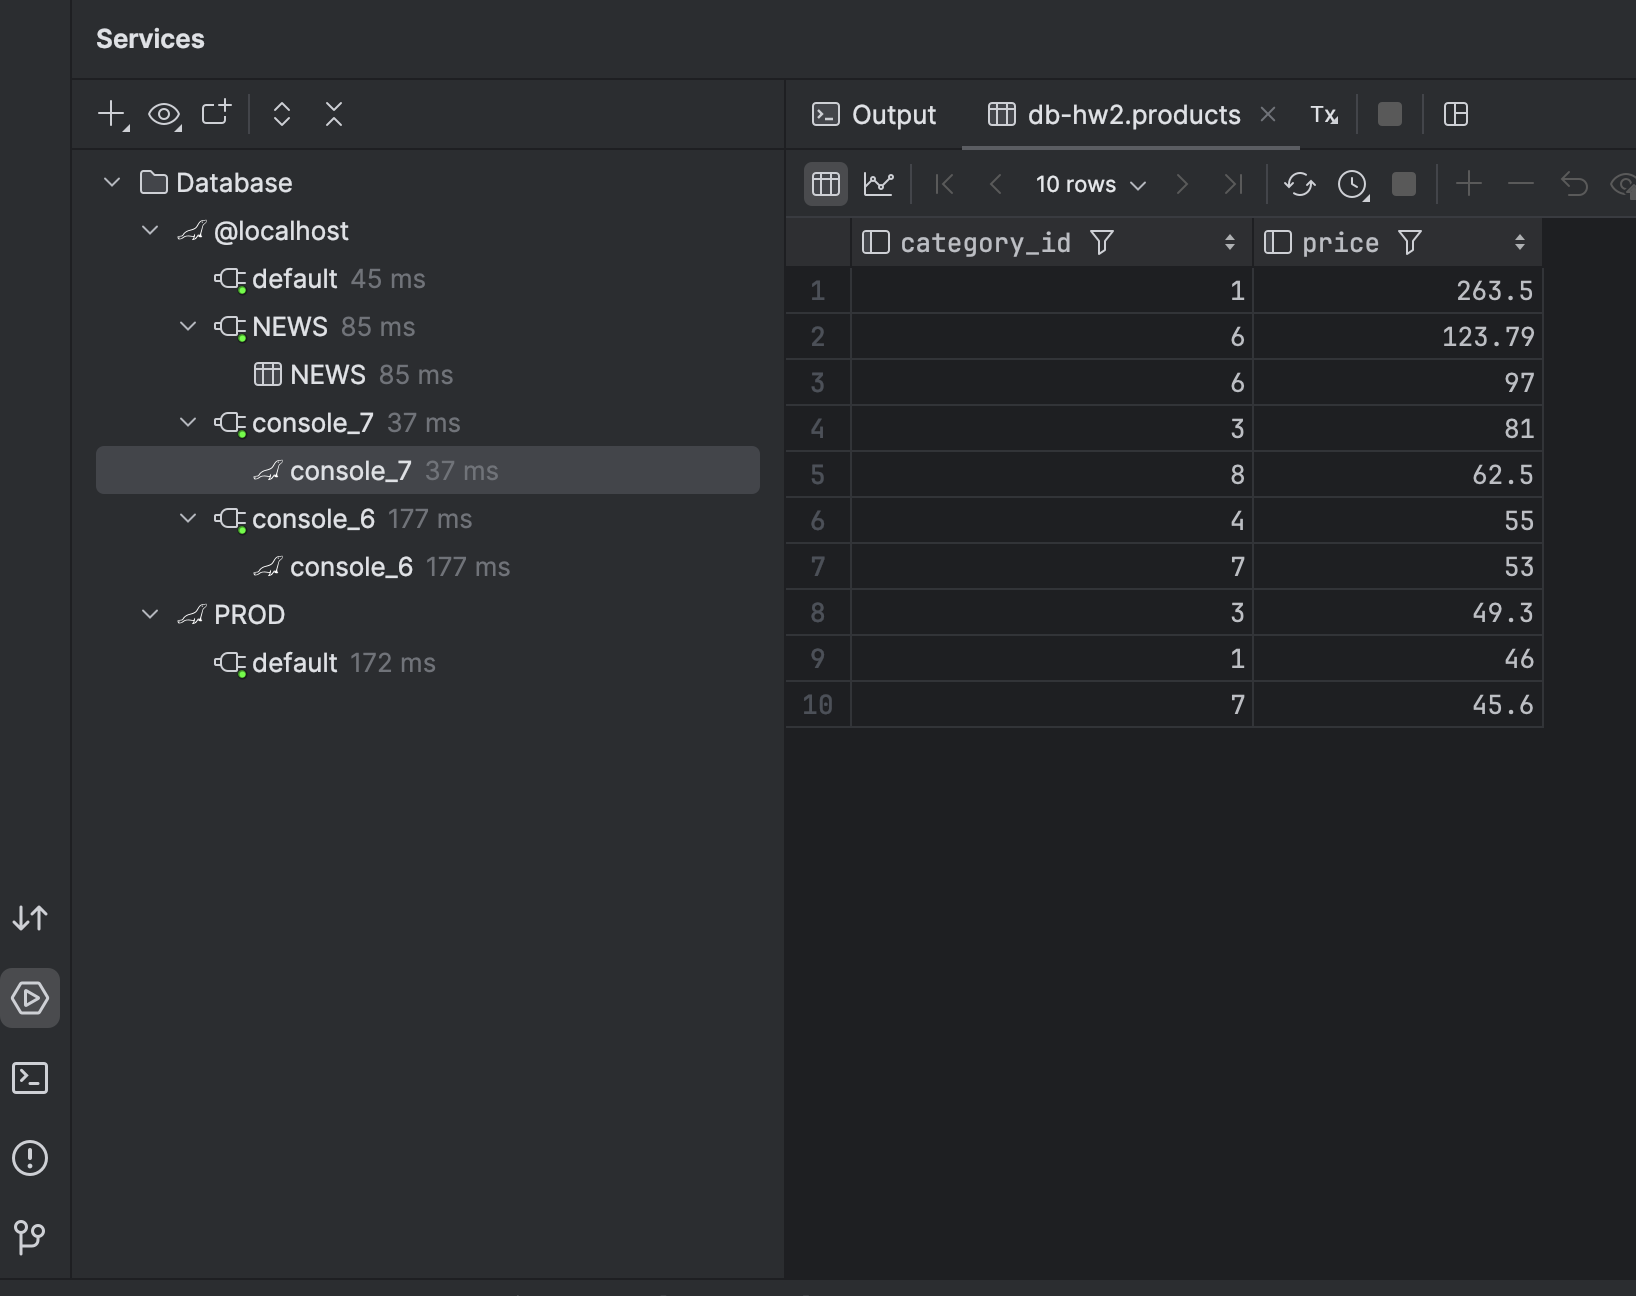 Services
Database
@localhost
default 45 ms
NEWS 85 ms
NEWS 85 ms
console_7 37 ms
console_7 37 ms
console_6 177 ms
console_6 177 ms
PROD
default 172 ms
Output db-hw2.products Tx
10 rows
category_id price
1 1 263.5
2 6 123.79
3 6 97
4 3 81
5 8 62.5
6 4 55
7 7 53
8 3 49.3
9 1 46
10 7 45.6